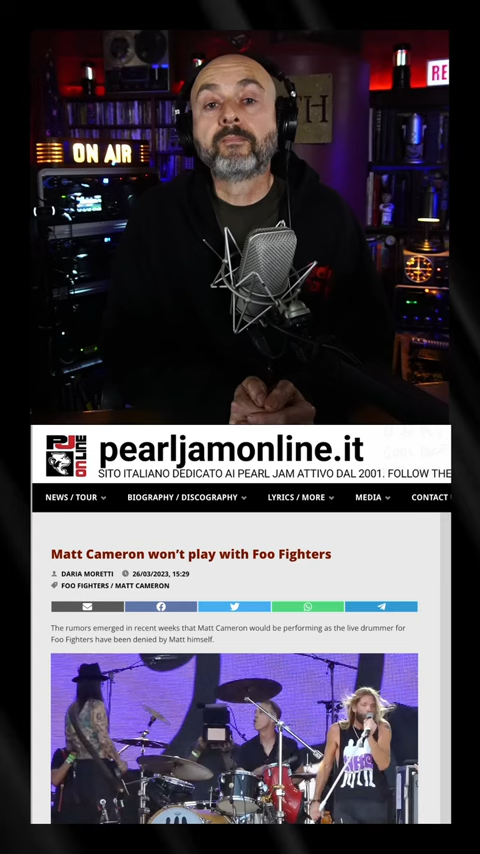 RE
TH
ON AIR
PJ
ONLINE
pearljamonline.it
SITO ITALIANO DEDICATO AI PEARL JAM ATTIVO DAL 2001. FOLLOW THE
NEWS / TOUR BIOGRAPHY / DISCOGRAPHY LYRICS / MORE MEDIA CONTACT
Matt Cameron won’t play with Foo Fighters
DARIA MORETTI 26/03/2023, 15:29
FOO FIGHTERS / MATT CAMERON
The rumors emerged in recent weeks that Matt Cameron would be performing as the live drummer for
Foo Fighters have been denied by Matt himself.